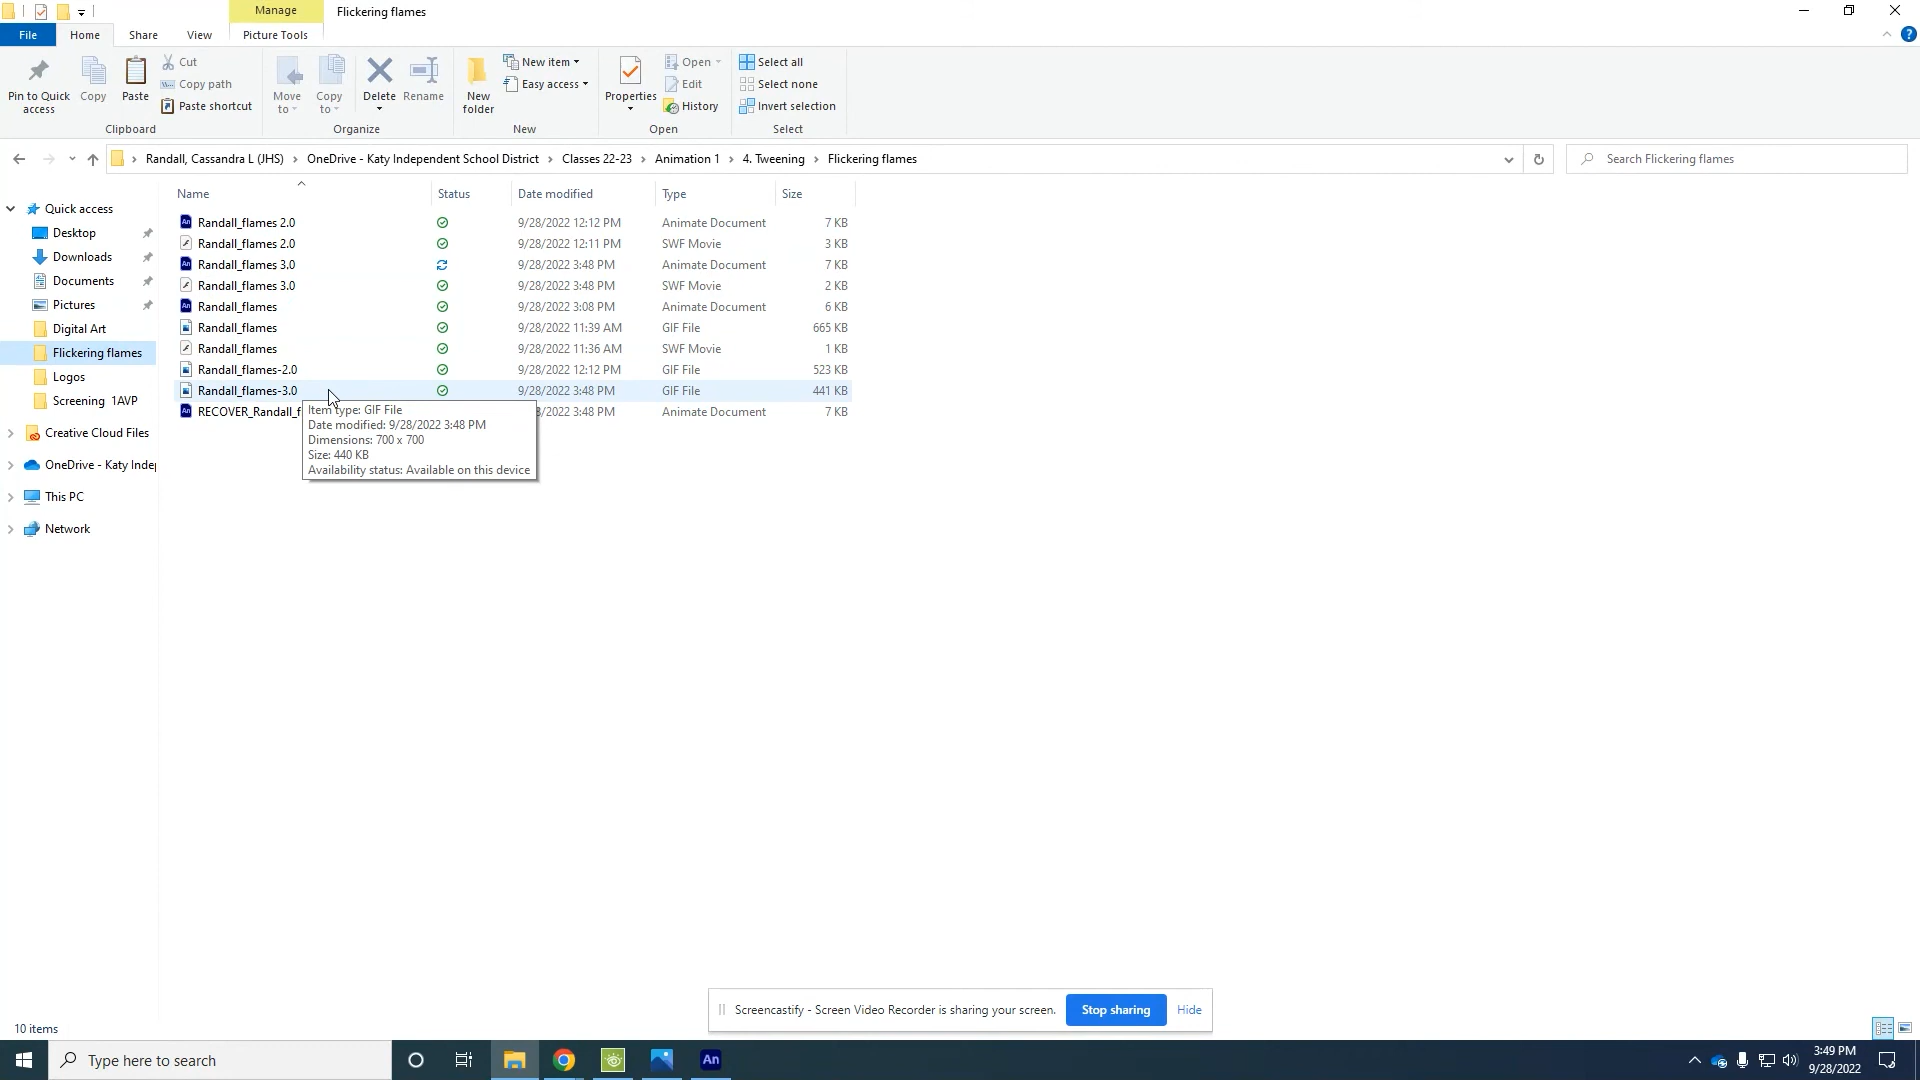 Manage
Flickering flames
File
Home
Share
View
Picture Tools
Pin to Quick access
Copy
Paste
Cut
Copy path
Paste shortcut
Clipboard
Move to
Copy to
Delete
Rename
Organize
New folder
New item
Easy access
New
Properties
Open
Edit
History
Open
Select all
Select none
Invert selection
Select
Randall, Cassandra L (JHS) › OneDrive - Katy Independent School District › Classes 22-23 › Animation 1 › 4. Tweening › Flickering flames
Search Flickering flames
Name Status Date modified Type Size
Quick access
Desktop
Downloads
Documents
Pictures
Digital Art
Flickering flames
Logos
Screening 1AVP
Creative Cloud Files
OneDrive - Katy Indep
This PC
Network
Randall_flames 2.0 9/28/2022 12:12 PM Animate Document 7 KB
Randall_flames 2.0 9/28/2022 12:11 PM SWF Movie 3 KB
Randall_flames 3.0 9/28/2022 3:48 PM Animate Document 7 KB
Randall_flames 3.0 9/28/2022 3:48 PM SWF Movie 2 KB
Randall_flames 9/28/2022 3:08 PM Animate Document 6 KB
Randall_flames 9/28/2022 11:39 AM GIF File 665 KB
Randall_flames 9/28/2022 11:36 AM SWF Movie 1 KB
Randall_flames-2.0 9/28/2022 12:12 PM GIF File 523 KB
Randall_flames-3.0 9/28/2022 3:48 PM GIF File 441 KB
RECOVER_Randall_f 8/2022 3:48 PM Animate Document 7 KB
Item type: GIF File
Date modified: 9/28/2022 3:48 PM
Dimensions: 700 x 700
Size: 440 KB
Availability status: Available on this device
Screencastify - Screen Video Recorder is sharing your screen.
Stop sharing
Hide
10 items
Type here to search
An
3:49 PM
9/28/2022